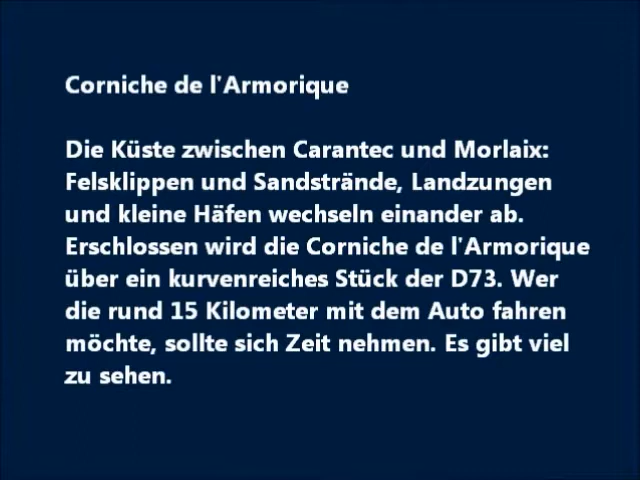 Corniche de l'Armorique
Die Küste zwischen Carantec und Morlaix:
Felsklippen und Sandstrände, Landzungen
und kleine Häfen wechseln einander ab.
Erschlossen wird die Corniche de l'Armorique
über ein kurvenreiches Stück der D73. Wer
die rund 15 Kilometer mit dem Auto fahren
möchte, sollte sich Zeit nehmen. Es gibt viel
zu sehen.